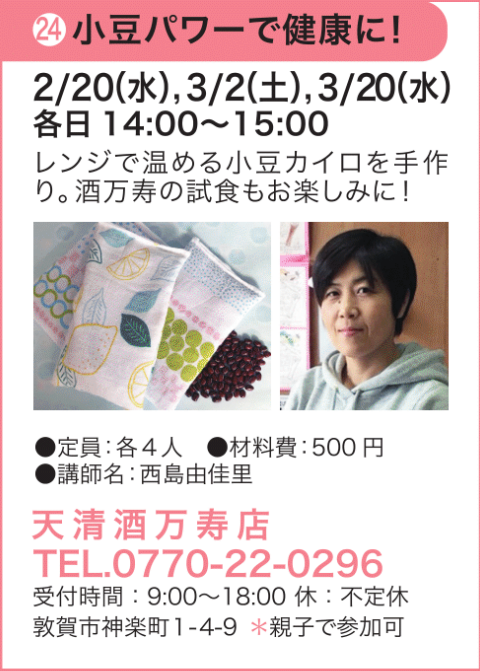 24 小豆パワーで健康に!
2/20(水),3/2(土),3/20(水)
各日 14:00〜15:00
レンジで温める小豆カイロを手作
り。酒万寿の試食もお楽しみに!
●定員:各4人 ●材料費:500円
●講師名:西島由佳里
天清酒万寿店
TEL.0770-22-0296
受付時間:9:00〜18:00 休:不定休
敦賀市神楽町1-4-9 *親子で参加可